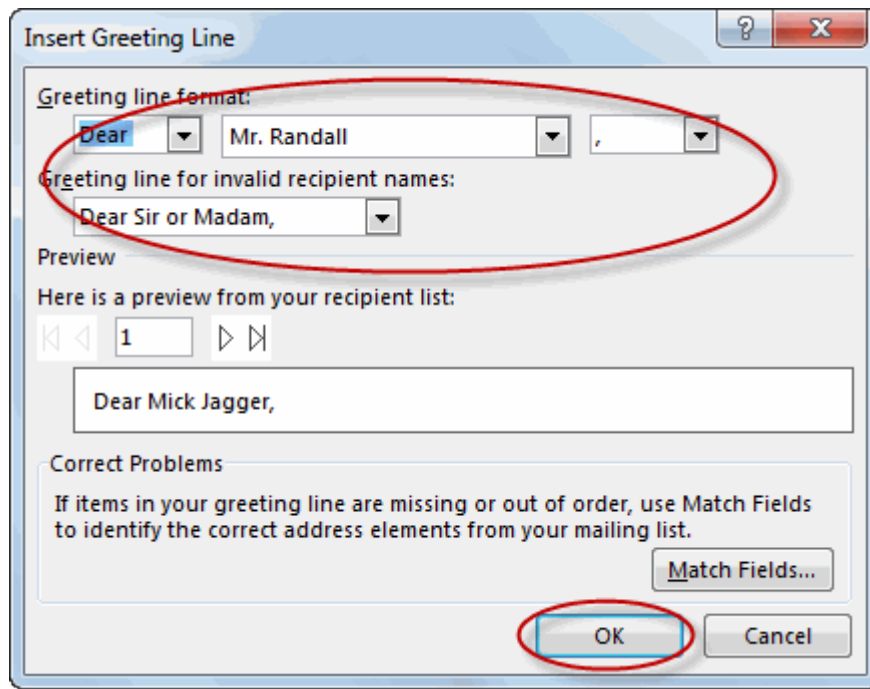 Insert Greeting Line
Greeting line format:
Dear Mr. Randall ,
Greeting line for invalid recipient names:
Dear Sir or Madam,
Preview
Here is a preview from your recipient list:
1
Dear Mick Jagger,
Correct Problems
If items in your greeting line are missing or out of order, use Match Fields
to identify the correct address elements from your mailing list.
Match Fields...
OK Cancel